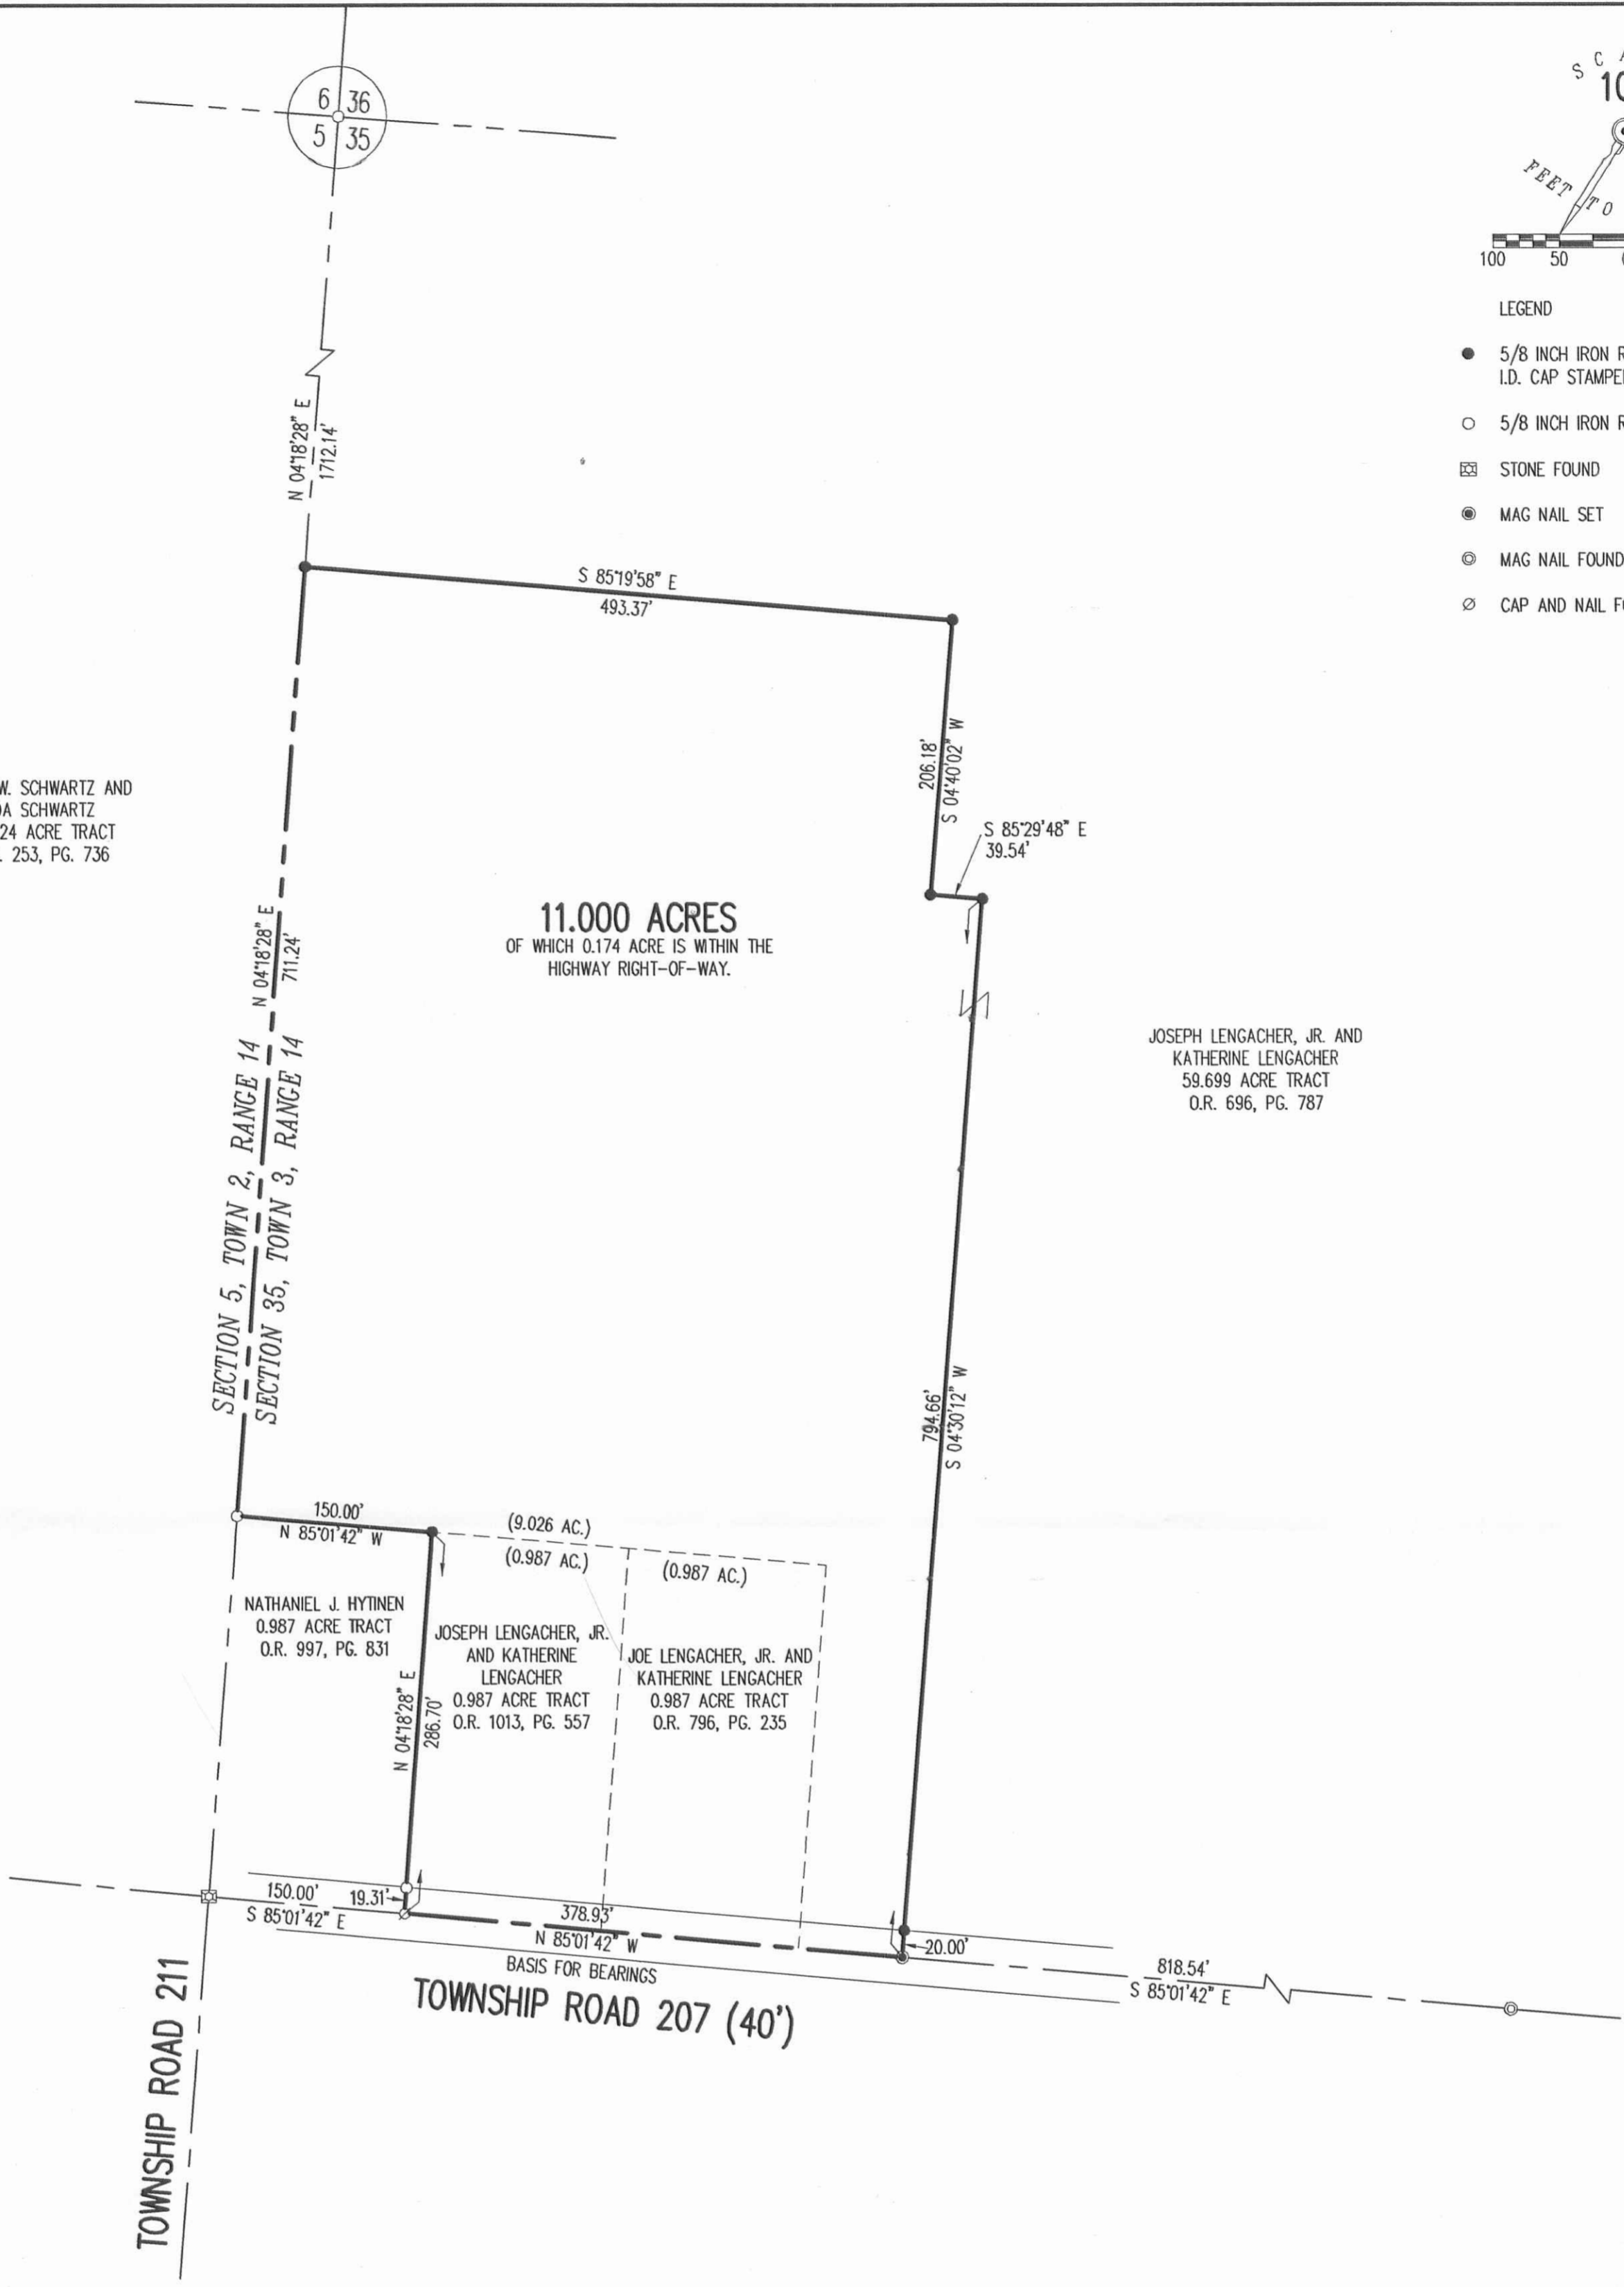 6 36
5 35
S C
FEET TO
100 50
LEGEND
5/8 INCH IRON
I.D. CAP
5/8 INCH IRON
STONE FOUND
MAG NAIL SET
MAG NAIL FOUND
CAP AND NAIL
N 04°18'28" E
1712.14'
S 85°19'58" E
493.37'
206.18'
S 04°40'02" W
S 85°29'48" E
39.54'
W. SCHWARTZ AND
DA SCHWARTZ
24 ACRE TRACT
. 253, PG. 736
11.000 ACRES
OF WHICH 0.174 ACRE IS WITHIN THE
HIGHWAY RIGHT-OF-WAY.
N 04°18'28" E
711.24'
JOSEPH LENGACHER, JR. AND
KATHERINE LENGACHER
59.699 ACRE TRACT
O.R. 696, PG. 787
SECTION 5, TOWN 2, RANGE 14
SECTION 35, TOWN 3, RANGE 14
794.66'
S 04°30'12" W
150.00'
N 85°01'42" W
(9.026 AC.)
(0.987 AC.)
(0.987 AC.)
NATHANIEL J. HYTINEN
0.987 ACRE TRACT
O.R. 997, PG. 831
JOSEPH LENGACHER, JR.
AND KATHERINE
LENGACHER
0.987 ACRE TRACT
O.R. 1013, PG. 557
JOE LENGACHER, JR. AND
KATHERINE LENGACHER
0.987 ACRE TRACT
O.R. 796, PG. 235
N 04°18'28" E
286.70'
150.00'
S 85°01'42" E
19.31'
378.93'
N 85°01'42" W
20.00'
818.54'
S 85°01'42" E
BASIS FOR BEARINGS
TOWNSHIP ROAD 207 (40')
TOWNSHIP ROAD 211